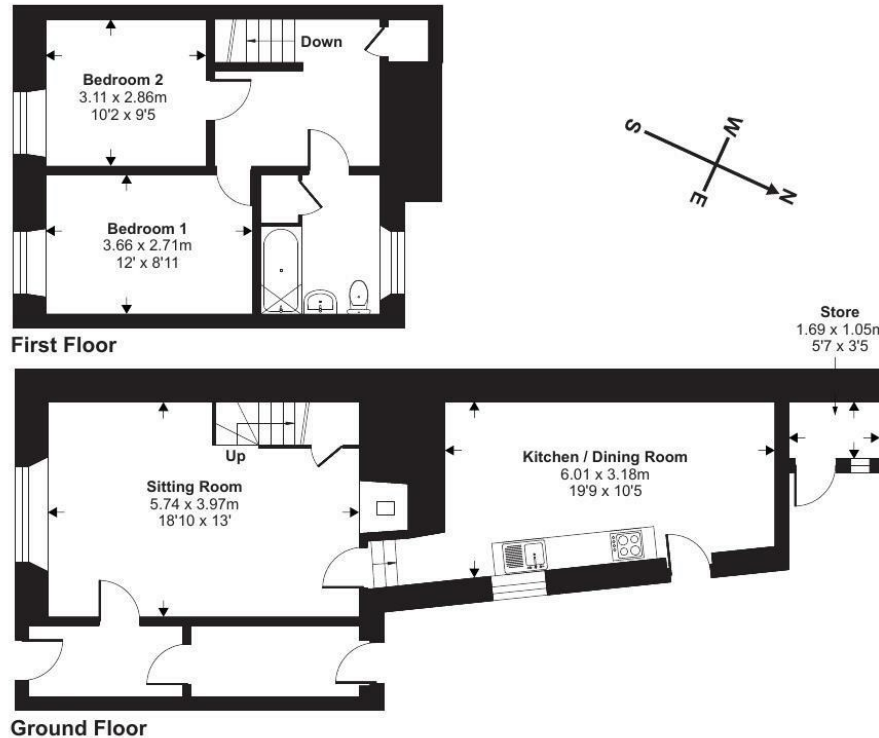 Down
Bedroom 2
3.11 x 2.86m
10'2 x 9'5
Bedroom 1
3.66 x 2.71m
12' x 8'11
First Floor
S
W
E
N
Store
1.69 x 1.05m
5'7 x 3'5
Up
Sitting Room
5.74 x 3.97m
18'10 x 13'
Kitchen / Dining Room
6.01 x 3.18m
19'9 x 10'5
Ground Floor